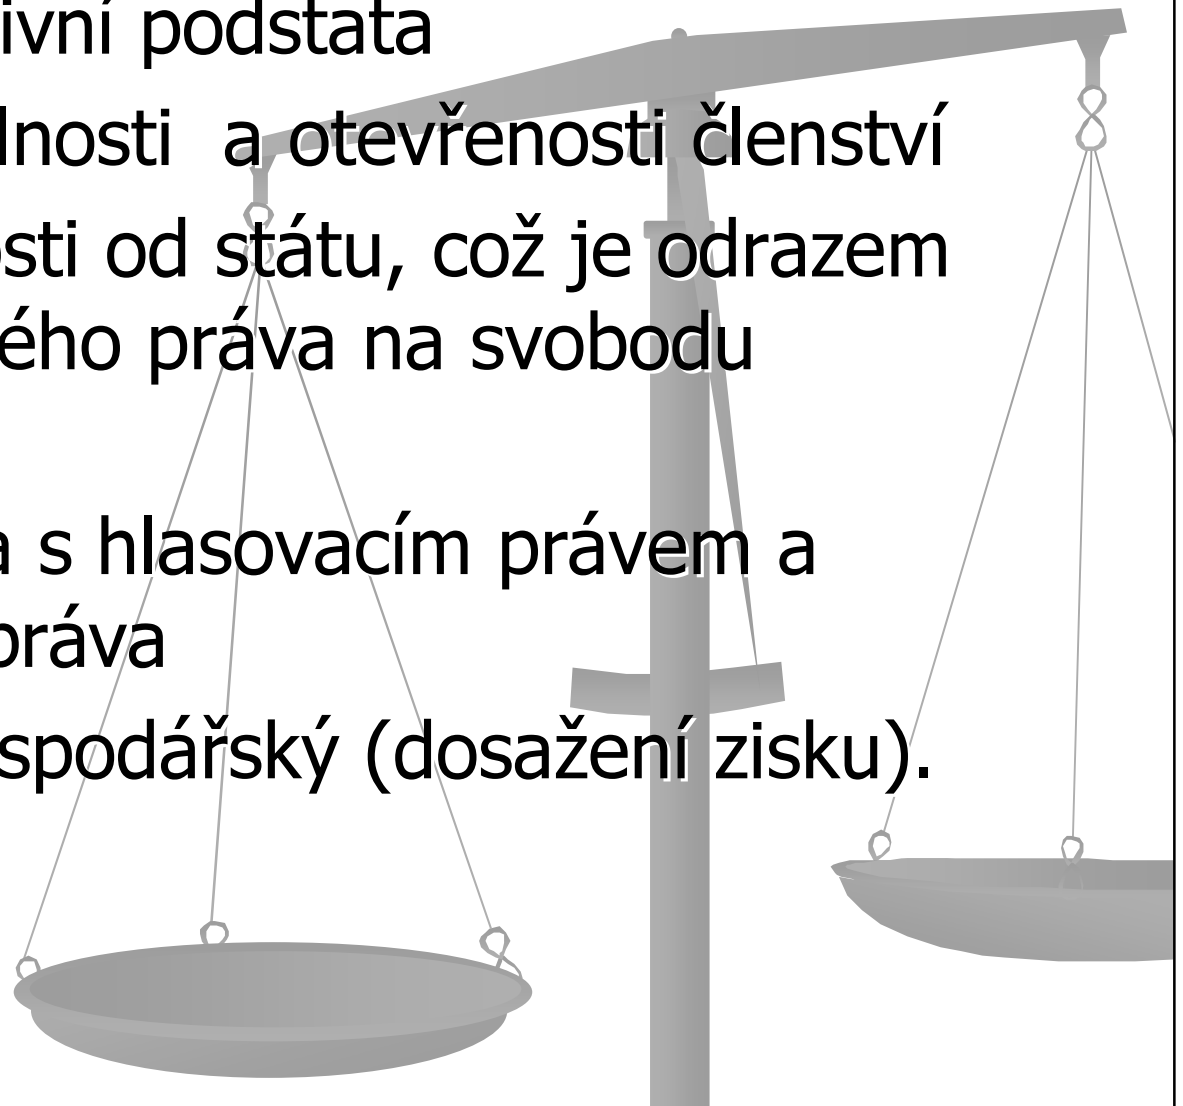 ivní podstata
lnosti a otevřenosti členství
osti od státu, což je odrazem
ého práva na svobodu
a s hlasovacím právem a
práva
spodářský (dosažení zisku).